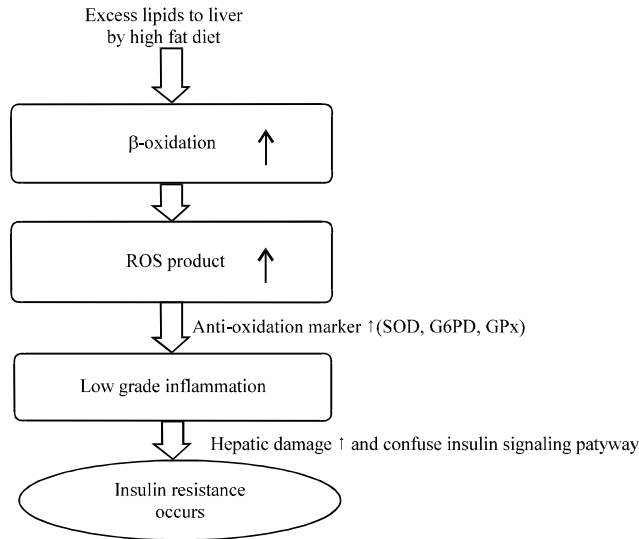 Excess lipids to liver
by high fat diet
β-oxidation ↑
ROS product ↑
Anti-oxidation marker ↑(SOD, G6PD, GPx)
Low grade inflammation
Hepatic damage ↑ and confuse insulin signaling patyway
Insulin resistance
occurs